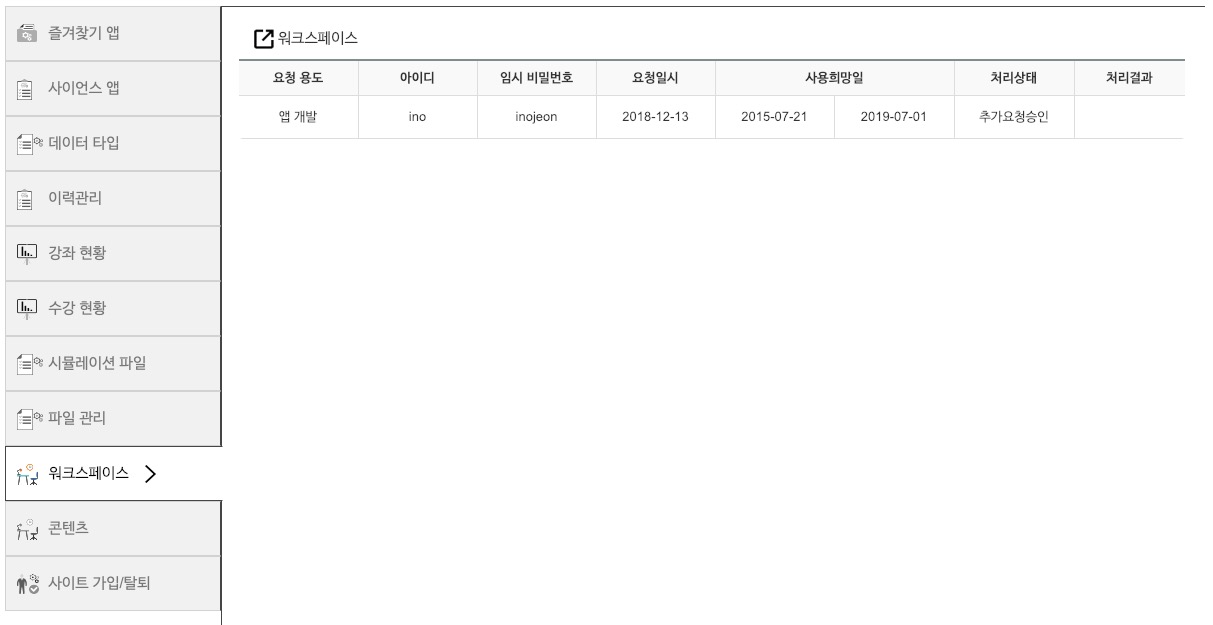 즐겨찾기 앱
사이언스 앱
데이터 타입
이력관리
강좌 현황
수강 현황
시뮬레이션 파일
파일 관리
워크스페이스
콘텐츠
사이트 가입/탈퇴
워크스페이스
요청 용도 아이디 임시 비밀번호 요청일시 사용희망일 처리상태 처리결과
앱 개발 ino inojeon 2018-12-13 2015-07-21 2019-07-01 추가요청승인